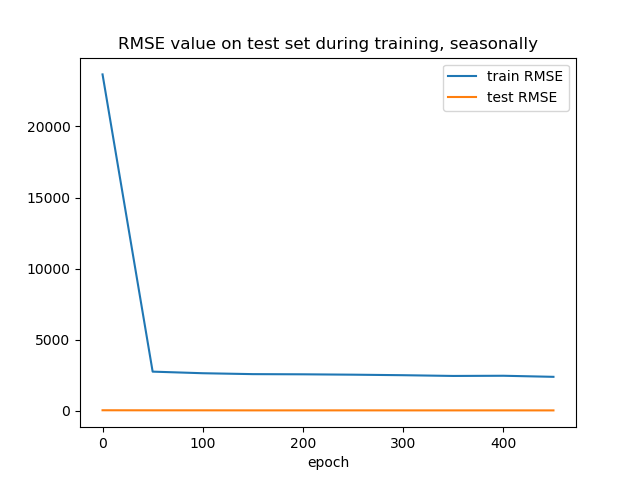 RMSE value on test set during training, seasonally
train RMSE
test RMSE
20000
15000
10000
5000
0
0 100 200 300 400
epoch